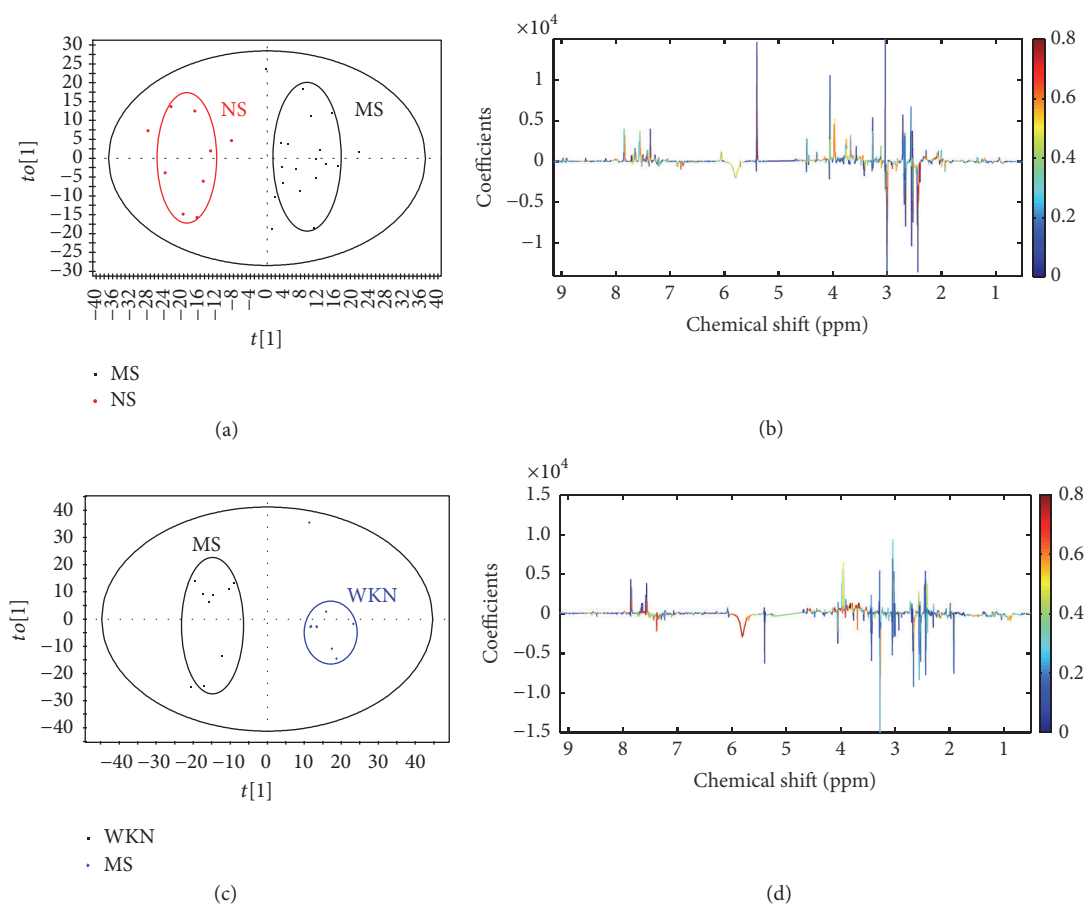 30
25
20
15
10
5
0
−5
−10
−15
−20
−25
−30
to[1]
NS
MS
−40
−36
−32
−28
−24
−20
−16
−12
−8
−4
0
4
8
12
16
20
24
28
32
36
40
t[1]
MS
NS
(a)
×10⁴
1
0.5
0
−0.5
−1
Coefficients
9 8 7 6 5 4 3 2 1
Chemical shift (ppm)
0.8
0.6
0.4
0.2
0
(b)
40
30
20
10
0
−10
−20
−30
−40
to[1]
MS
WKN
−40 −30 −20 −10 0 10 20 30 40
t[1]
WKN
MS
(c)
×10⁴
1.5
1.0
0.5
0
−0.5
−1.0
−1.5
Coefficients
9 8 7 6 5 4 3 2 1
Chemical shift (ppm)
0.8
0.6
0.4
0.2
0
(d)